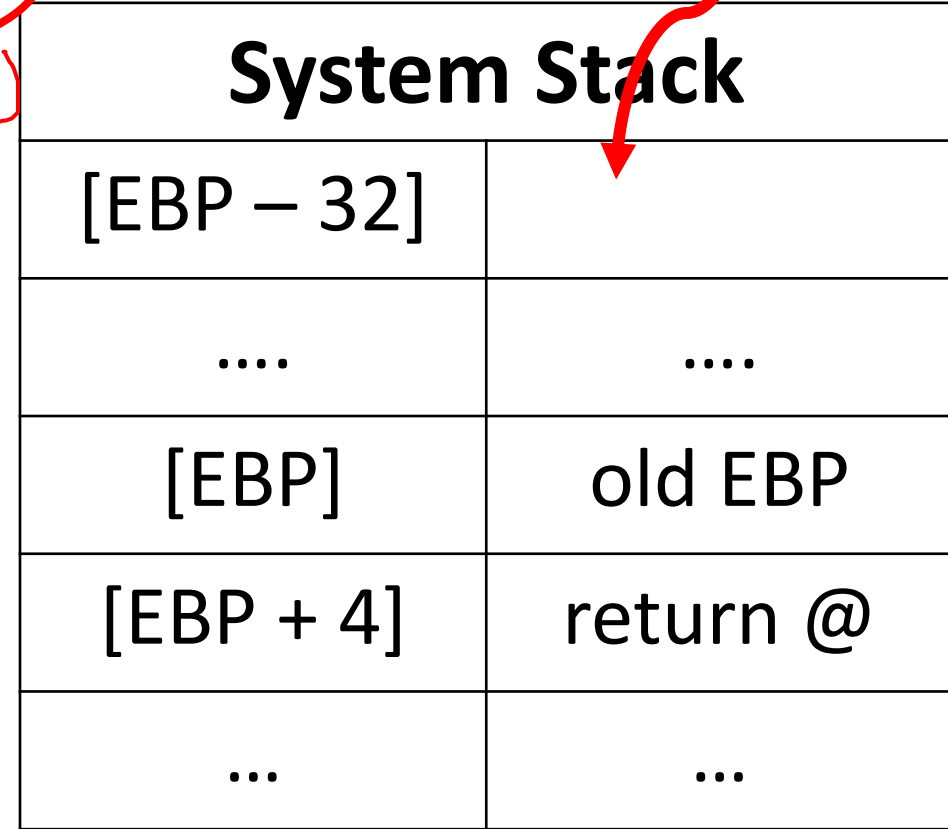 System Stack
[EBP – 32]
.... ....
[EBP] old EBP
[EBP + 4] return @
... ...